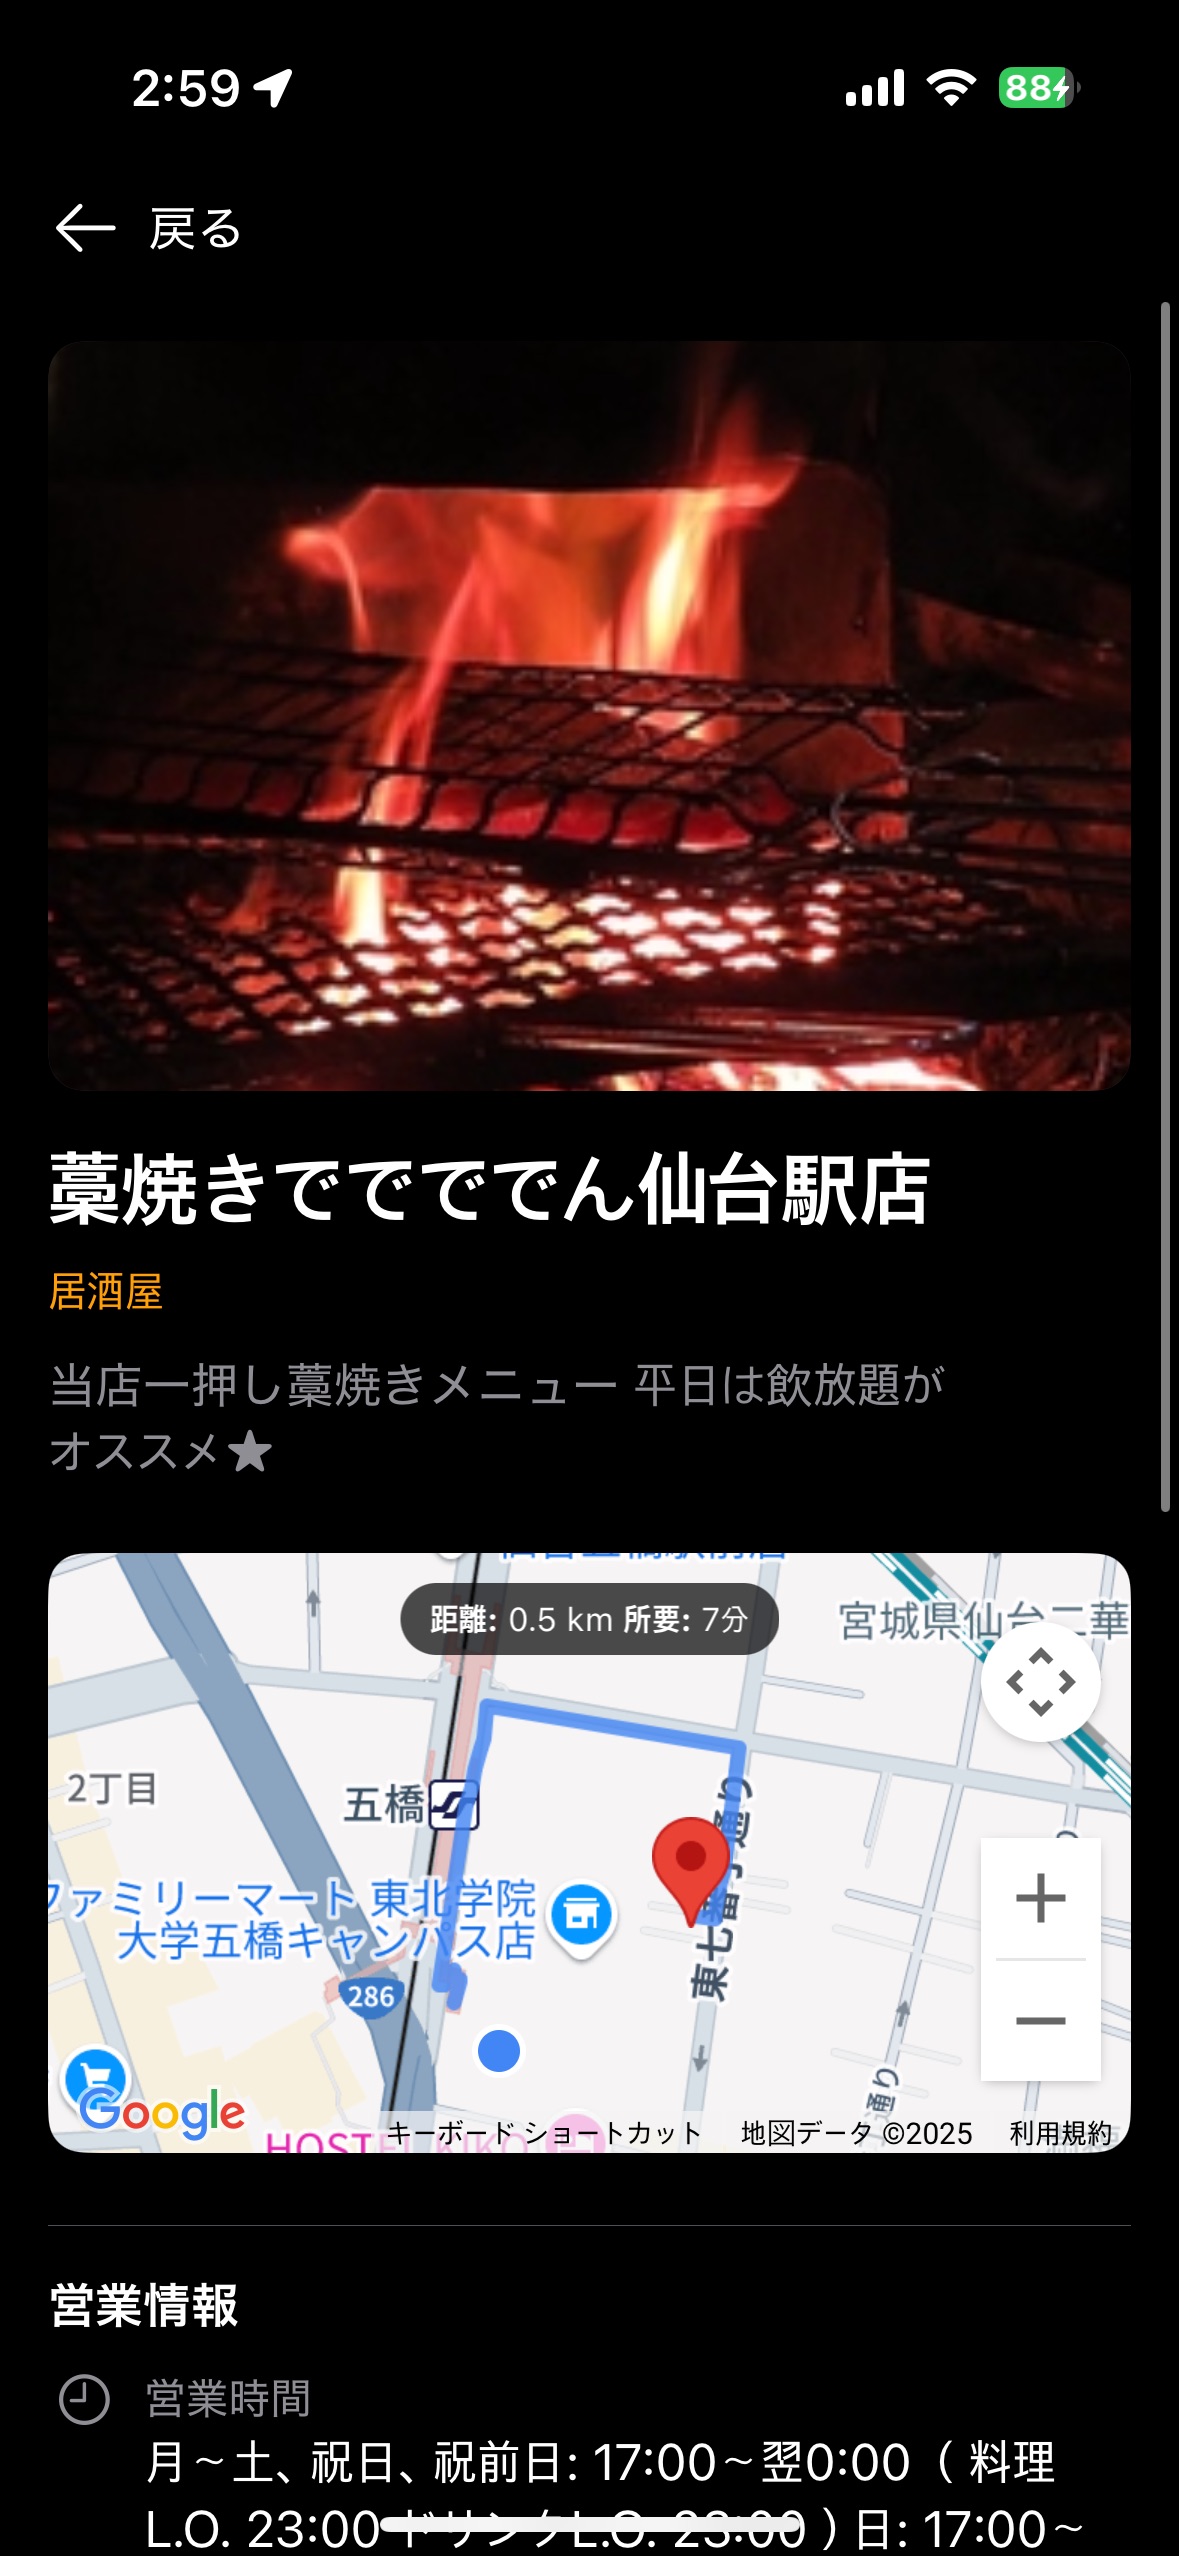 2:59
88
戻る
藁焼きででででん仙台駅店
居酒屋
当店一押し藁焼きメニュー 平日は飲放題が
オススメ★
距離: 0.5 km 所要: 7分
宮城県仙台二華
2丁目
五橋
東七番丁通り
ファミリーマート 東北学院
大学五橋キャンパス店
286
通り
Google
HOSTEL KIKO
キーボード ショートカット
地図データ ©2025
利用規約
営業情報
営業時間
月~土、祝日、祝前日: 17:00~翌0:00 ( 料理
L.O. 23:00 ドリンクL.O. 23:00 ) 日: 17:00~